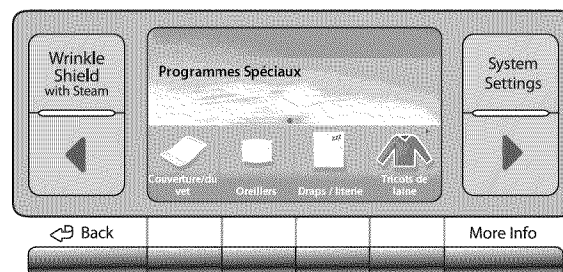 Wrinkle
Shield
with Steam
Programmes Spéciaux
System
Settings
Couverture/du
vet
Oreillers
Draps / literie
Tricots de
laine
Back
More Info